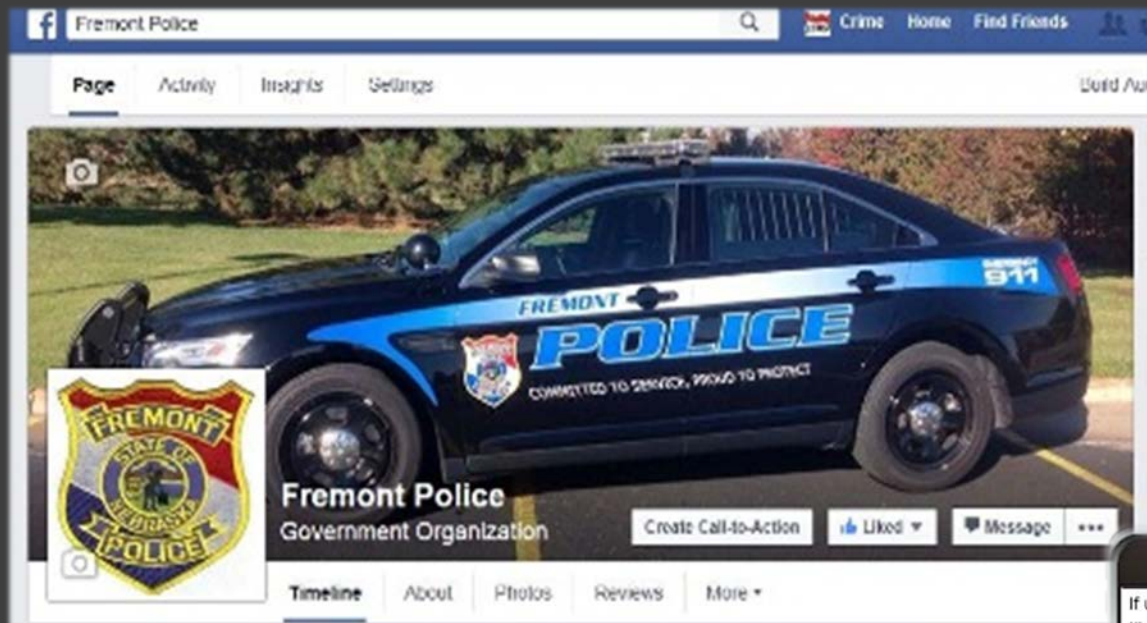 Fremont Police
Crime Home Find Friends
Page Activity Insights Settings
Build
EMERGENCY
911
FREMONT
POLICE
COMMITTED TO SERVICE, PROUD TO PROTECT
FREMONT
STATE OF
NEBRASKA
POLICE
Fremont Police
Government Organization
Create Call-to-Action Liked Message
Timeline About Photos Reviews More
If